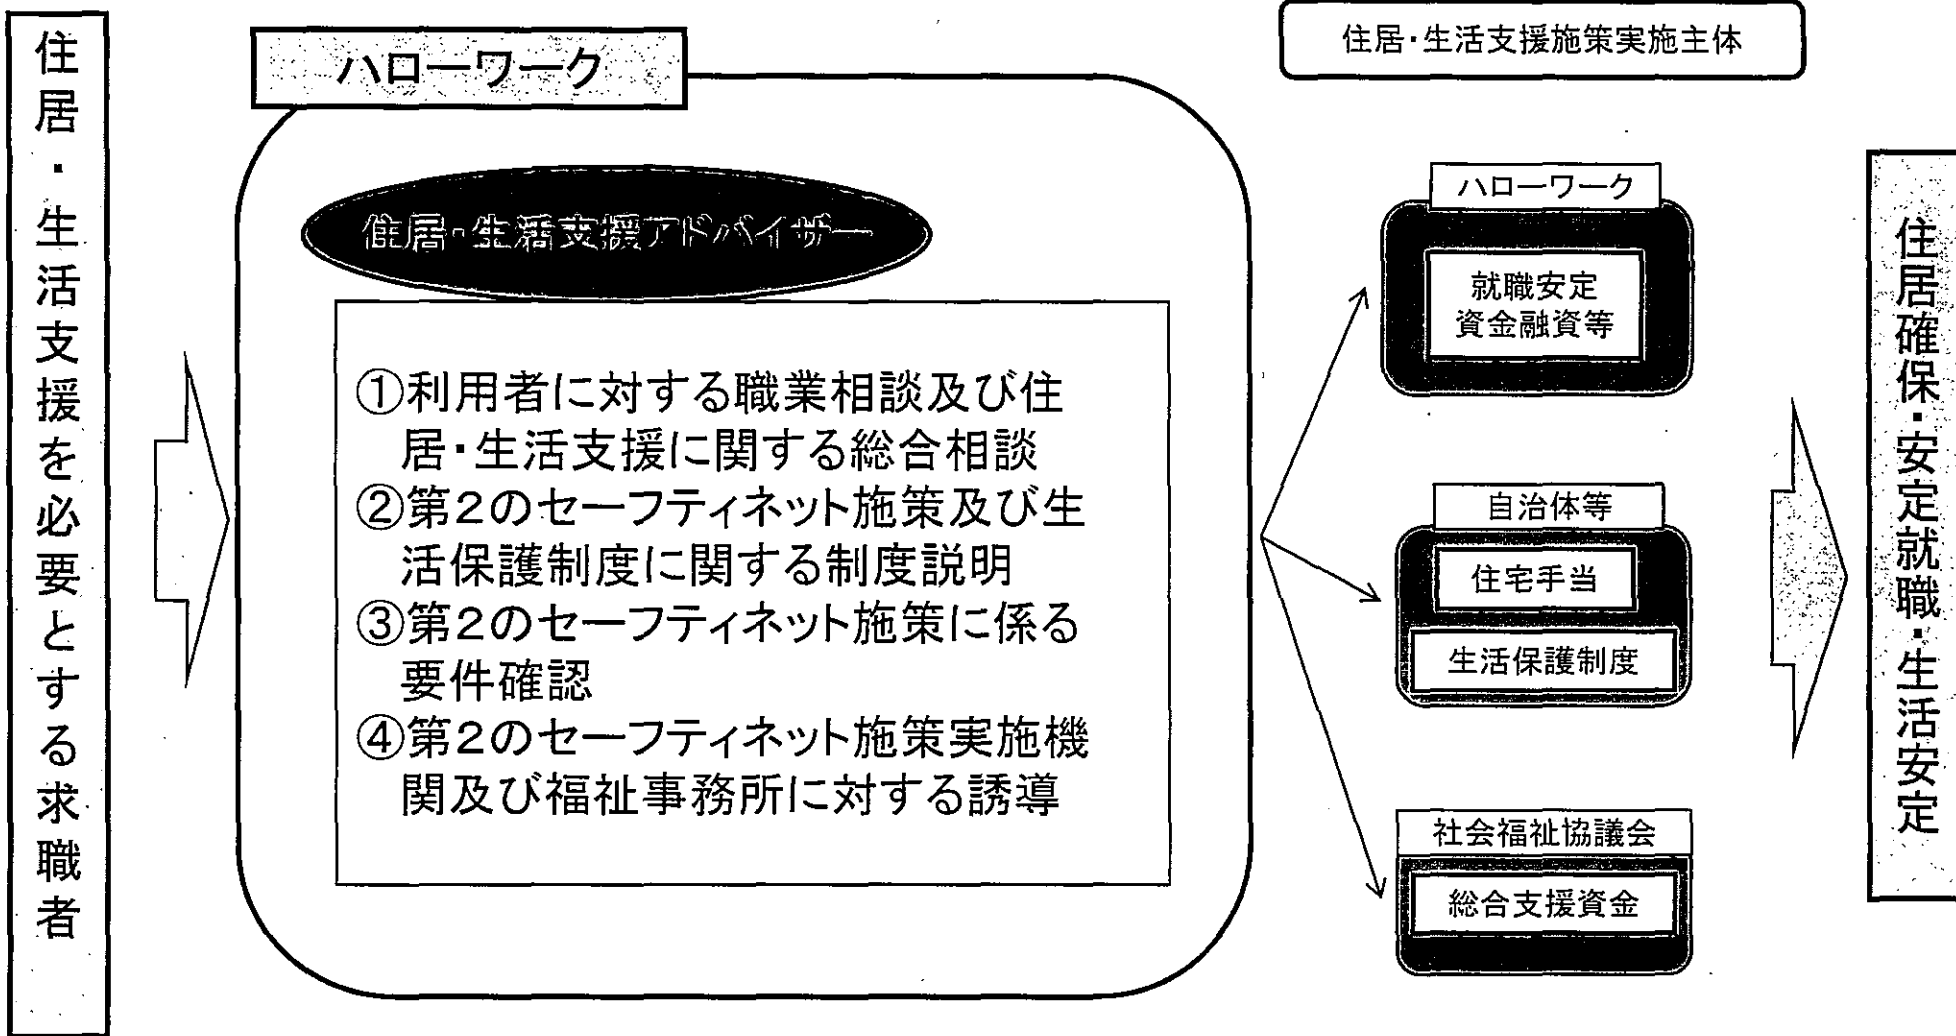 住居・生活支援を必要とする求職者
ハローワーク
住居・生活支援アドバイザー
①利用者に対する職業相談及び住
居・生活支援に関する総合相談
②第2のセーフティネット施策及び生
活保護制度に関する制度説明
③第2のセーフティネット施策に係る
要件確認
④第2のセーフティネット施策実施機
関及び福祉事務所に対する誘導
住居・生活支援施策実施主体
ハローワーク
就職安定
資金融資等
自治体等
住宅手当
生活保護制度
社会福祉協議会
総合支援資金
住居確保・安定就職・生活安定